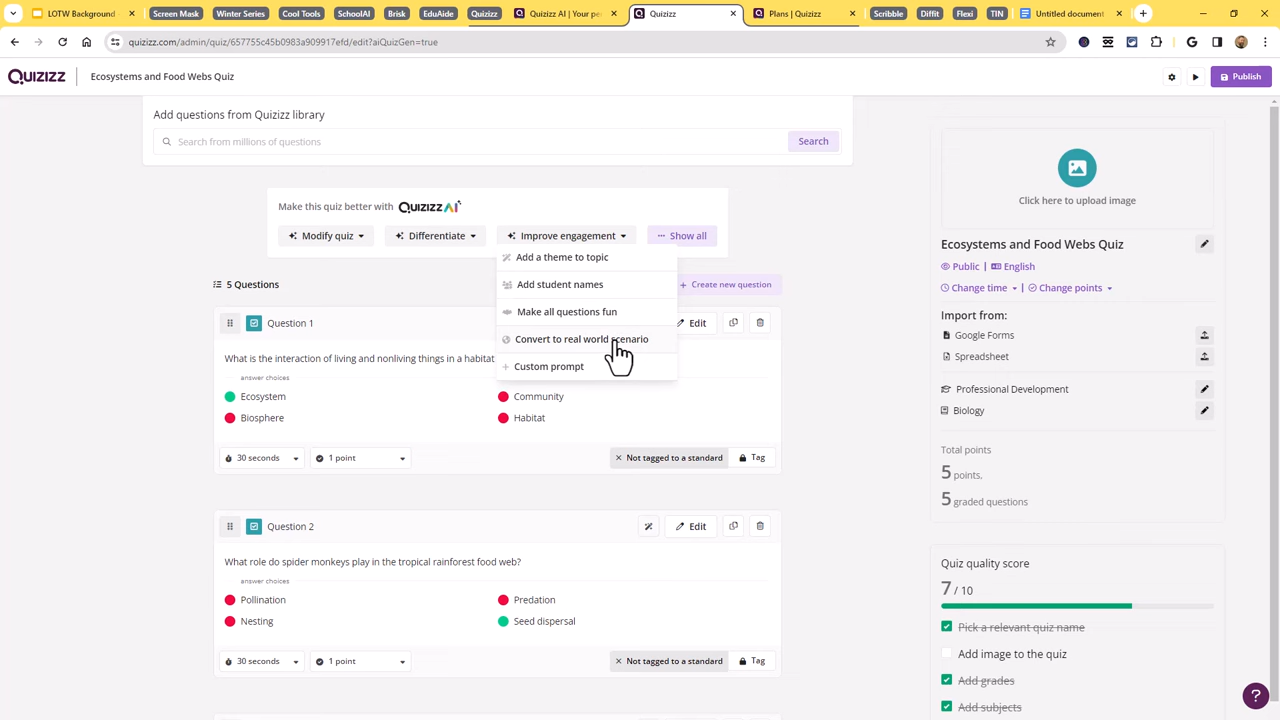 LOTW Background
Screen Mask
Winter Series
Cool Tools
SchoolAI
Brisk
EduAide
Quizizz
Quizizz AI | Your pe
Quizizz
Plans | Quizizz
Scribble
Diffit
Flexi
TIN
Untitled document
quizizz.com/admin/quiz/657755c45b0983a909917efd/edit?aiQuizGen=true
QUIZIZZ
Ecosystems and Food Webs Quiz
Publish
Add questions from Quizizz library
Search from millions of questions
Search
Make this quiz better with QUIZIZZ AI
Modify quiz
Differentiate
Improve engagement
Show all
Add a theme to topic
Add student names
Make all questions fun
Convert to real world scenario
Custom prompt
5 Questions
Create new question
Question 1
Edit
What is the interaction of living and nonliving things in a habitat
answer choices
Ecosystem
Community
Biosphere
Habitat
30 seconds
1 point
Not tagged to a standard
Tag
Question 2
Edit
What role do spider monkeys play in the tropical rainforest food web?
answer choices
Pollination
Predation
Nesting
Seed dispersal
30 seconds
1 point
Not tagged to a standard
Tag
Click here to upload image
Ecosystems and Food Webs Quiz
Public | English
Change time
Change points
Import from:
Google Forms
Spreadsheet
Professional Development
Biology
Total points
5 points,
5 graded questions
Quiz quality score
7 / 10
Pick a relevant quiz name
Add image to the quiz
Add grades
Add subjects